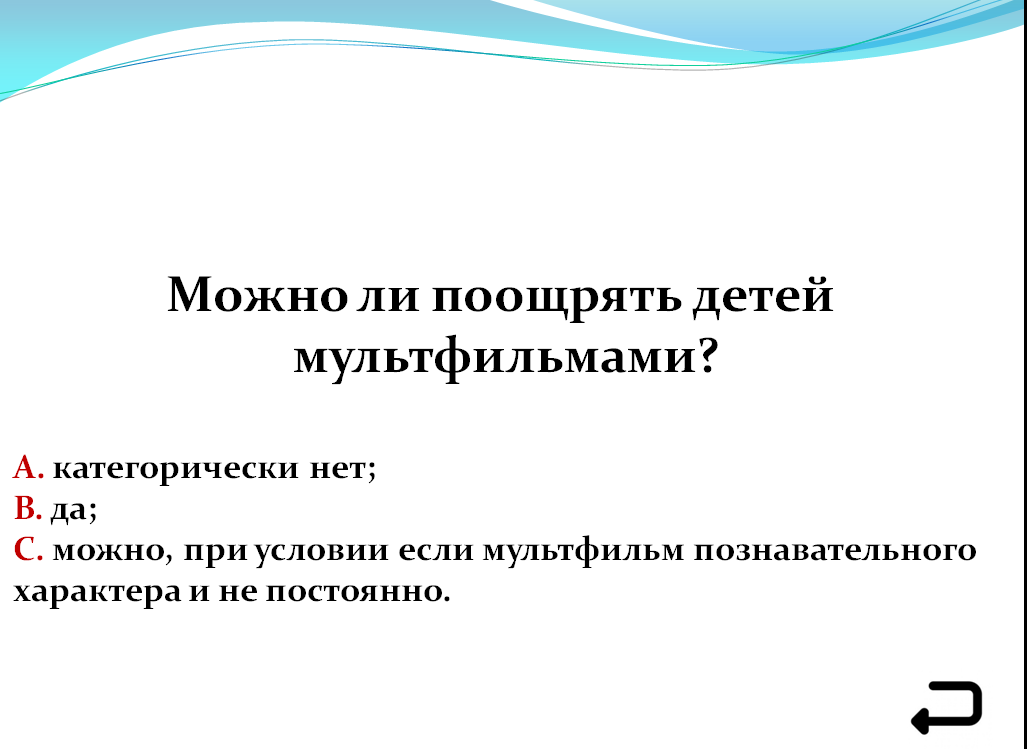 Можно ли поощрять детей
мультфильмами?
А. категорически нет;
В. да;
С. можно, при условии если мультфильм познавательного
характера и не постоянно.